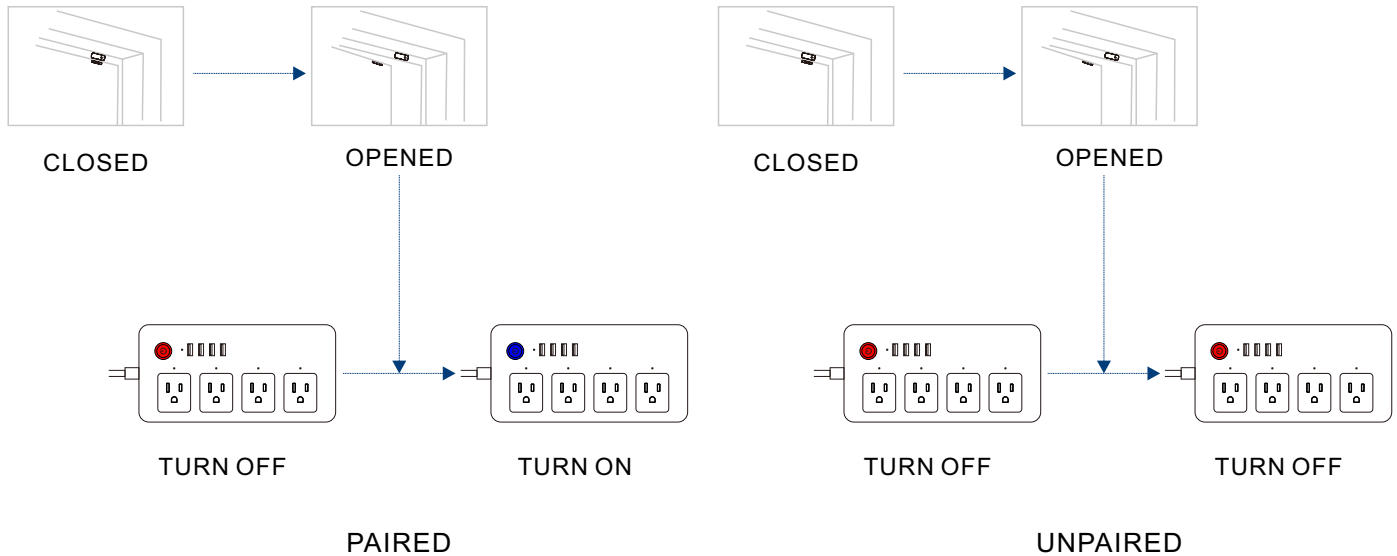 CLOSED
OPENED
CLOSED
OPENED
TURN OFF
TURN ON
TURN OFF
TURN OFF
PAIRED
UNPAIRED